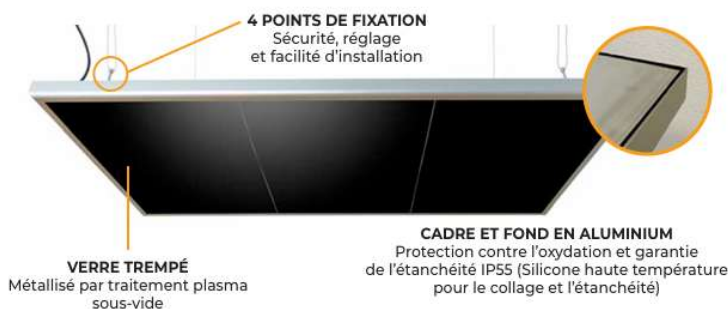 4 POINTS DE FIXATION
Sécurité, réglage
et facilité d'installation
VERRE TREMPÉ
Métallisé par traitement plasma
sous-vide
CADRE ET FOND EN ALUMINIUM
Protection contre l'oxydation et garantie
de l'étanchéité IP55 (Silicone haute température
pour le collage et l'étanchéité)